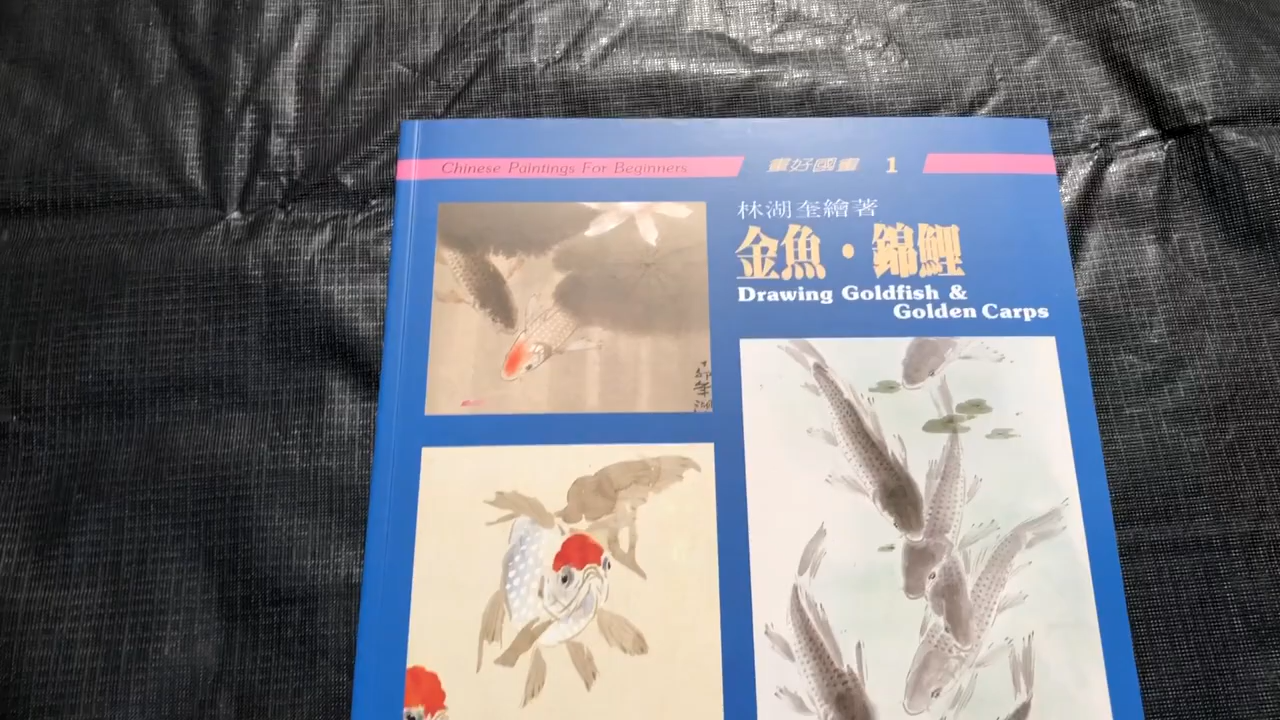 Chinese Paintings For Beginners
畫好國畫 1
林湖奎繪著
金魚·錦鯉
Drawing Goldfish &
Golden Carps